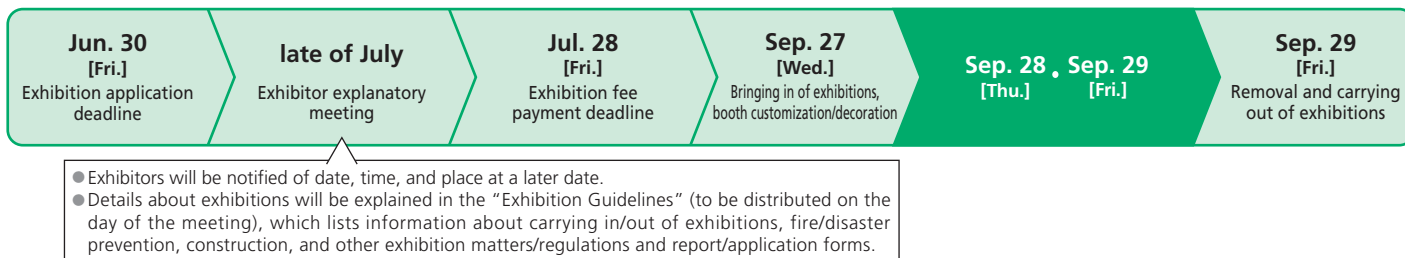 Jun. 30
[Fri.]
Exhibition application
deadline
late of July
Exhibitor explanatory
meeting
Jul. 28
[Fri.]
Exhibition fee
payment deadline
Sep. 27
[Wed.]
Bringing in of exhibitions,
booth customization/decoration
Sep. 28 . Sep. 29
[Thu.] [Fri.]
Sep. 29
[Fri.]
Removal and carrying
out of exhibitions
●Exhibitors will be notified of date, time, and place at a later date.
●Details about exhibitions will be explained in the “Exhibition Guidelines” (to be distributed on the
day of the meeting), which lists information about carrying in/out of exhibitions, fire/disaster
prevention, construction, and other exhibition matters/regulations and report/application forms.